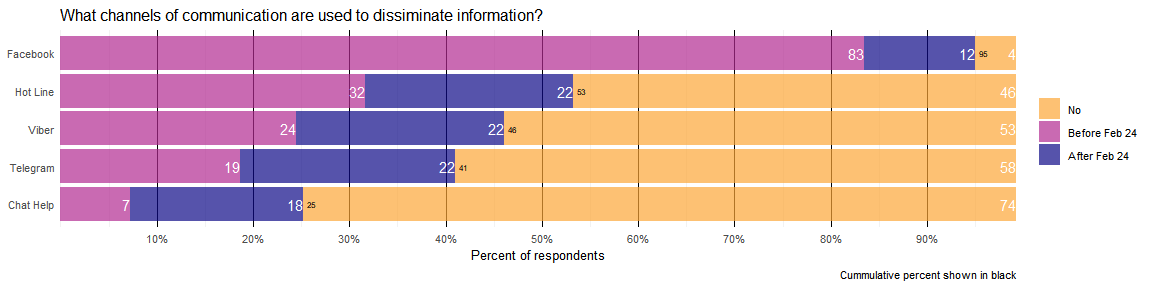 What channels of communication are used to dissiminate information?
Facebook 83 12 95 4
Hot Line 32 22 53 46
Viber 24 22 46 53
Telegram 19 22 41 58
Chat Help 7 18 25 74
10% 20% 30% 40% 50% 60% 70% 80% 90%
Percent of respondents
No
Before Feb 24
After Feb 24
Cummulative percent shown in black